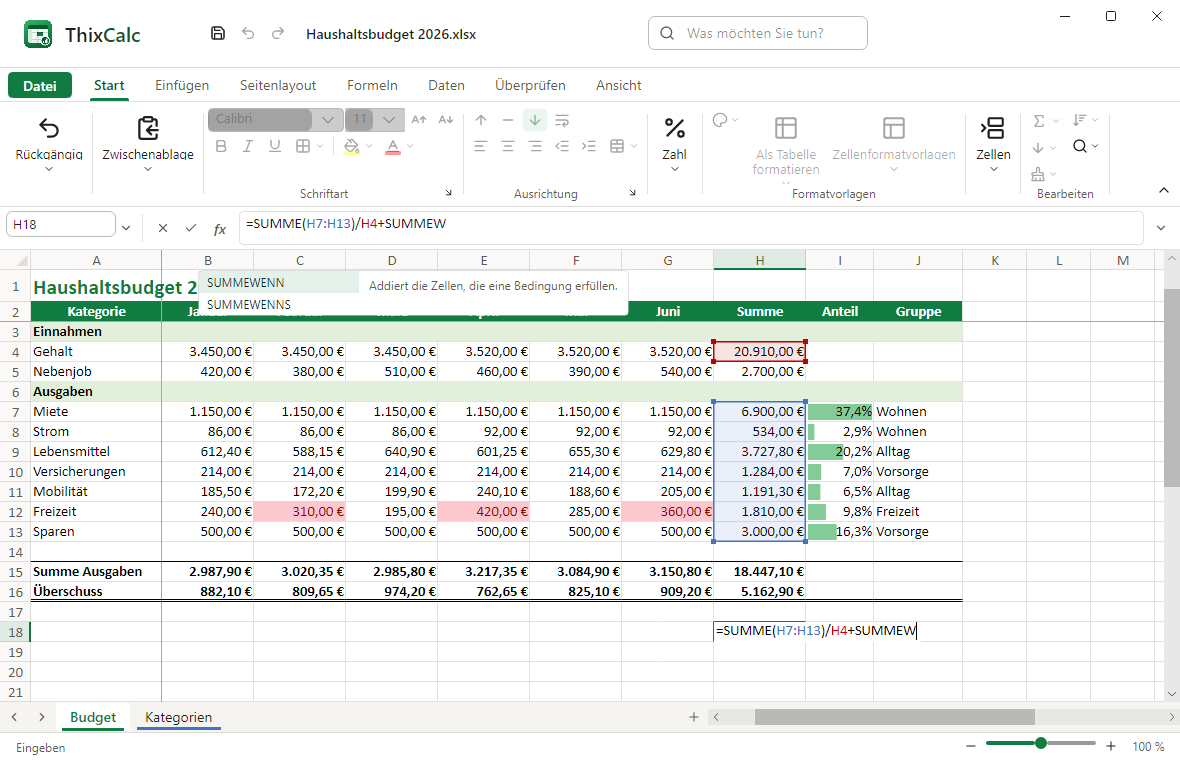 ThixCalc
Haushaltsbudget 2026.xlsx
Was möchten Sie tun?
Datei Start Einfügen Seitenlayout Formeln Daten Überprüfen Ansicht
Rückgängig
Zwischenablage
Calibri 11
Schriftart
Ausrichtung
Zahl
Als Tabelle formatieren
Zellenformatvorlagen
Formatvorlagen
Zellen
Bearbeiten
H18 fx =SUMME(H7:H13)/H4+SUMMEW
A B C D E F G H I J K L M
1 Haushaltsbudget 2
SUMMEWENN Addiert die Zellen, die eine Bedingung erfüllen.
SUMMEWENNS
2 Kategorie Juni Summe Anteil Gruppe
3 Einnahmen
4 Gehalt 3.450,00 € 3.450,00 € 3.450,00 € 3.520,00 € 3.520,00 € 3.520,00 € 20.910,00 €
5 Nebenjob 420,00 € 380,00 € 510,00 € 460,00 € 390,00 € 540,00 € 2.700,00 €
6 Ausgaben
7 Miete 1.150,00 € 1.150,00 € 1.150,00 € 1.150,00 € 1.150,00 € 1.150,00 € 6.900,00 € 37,4% Wohnen
8 Strom 86,00 € 86,00 € 86,00 € 92,00 € 92,00 € 92,00 € 534,00 € 2,9% Wohnen
9 Lebensmittel 612,40 € 588,15 € 640,90 € 601,25 € 655,30 € 629,80 € 3.727,80 € 20,2% Alltag
10 Versicherungen 214,00 € 214,00 € 214,00 € 214,00 € 214,00 € 214,00 € 1.284,00 € 7,0% Vorsorge
11 Mobilität 185,50 € 172,20 € 199,90 € 240,10 € 188,60 € 205,00 € 1.191,30 € 6,5% Alltag
12 Freizeit 240,00 € 310,00 € 195,00 € 420,00 € 285,00 € 360,00 € 1.810,00 € 9,8% Freizeit
13 Sparen 500,00 € 500,00 € 500,00 € 500,00 € 500,00 € 500,00 € 3.000,00 € 16,3% Vorsorge
14
15 Summe Ausgaben 2.987,90 € 3.020,35 € 2.985,80 € 3.217,35 € 3.084,90 € 3.150,80 € 18.447,10 €
16 Überschuss 882,10 € 809,65 € 974,20 € 762,65 € 825,10 € 909,20 € 5.162,90 €
17
18 =SUMME(H7:H13)/H4+SUMMEW
19
20
21
Budget Kategorien
Eingeben 100 %